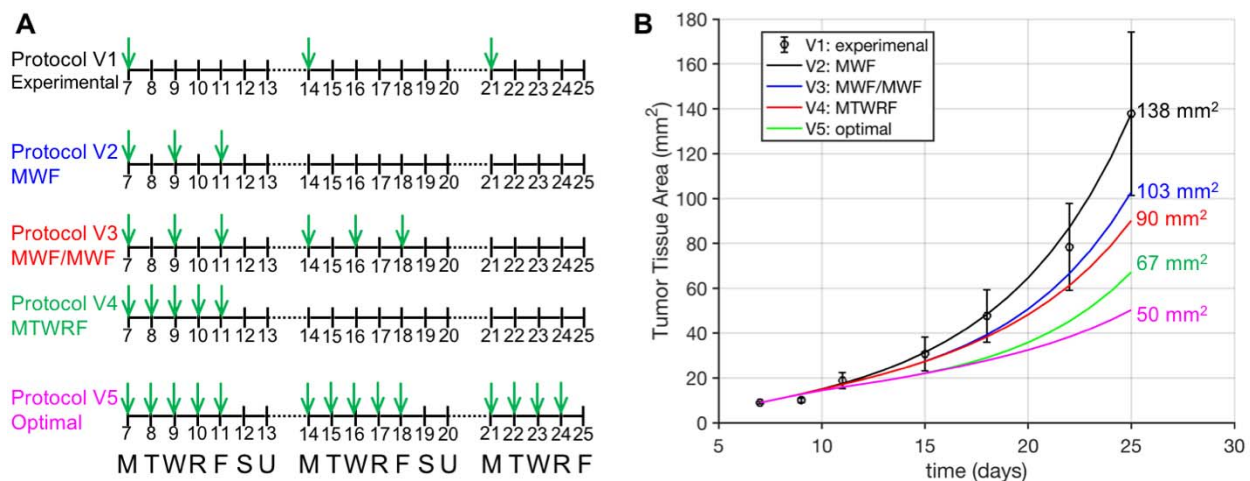 A
Protocol V1
Experimental
7 8 9 10 11 12 13 14 15 16 17 18 19 20 21 22 23 24 25
Protocol V2
MWF
7 8 9 10 11 12 13 14 15 16 17 18 19 20 21 22 23 24 25
Protocol V3
MWF/MWF
7 8 9 10 11 12 13 14 15 16 17 18 19 20 21 22 23 24 25
Protocol V4
MTWRF
7 8 9 10 11 12 13 14 15 16 17 18 19 20 21 22 23 24 25
Protocol V5
Optimal
7 8 9 10 11 12 13 14 15 16 17 18 19 20 21 22 23 24 25
M T W R F S U M T W R F S U M T W R F
B
Tumor Tissue Area (mm²)
180
160
140
120
100
80
60
40
20
0
V1: experimenal
V2: MWF
V3: MWF/MWF
V4: MTWRF
V5: optimal
138 mm²
103 mm²
90 mm²
67 mm²
50 mm²
5 10 15 20 25 30
time (days)